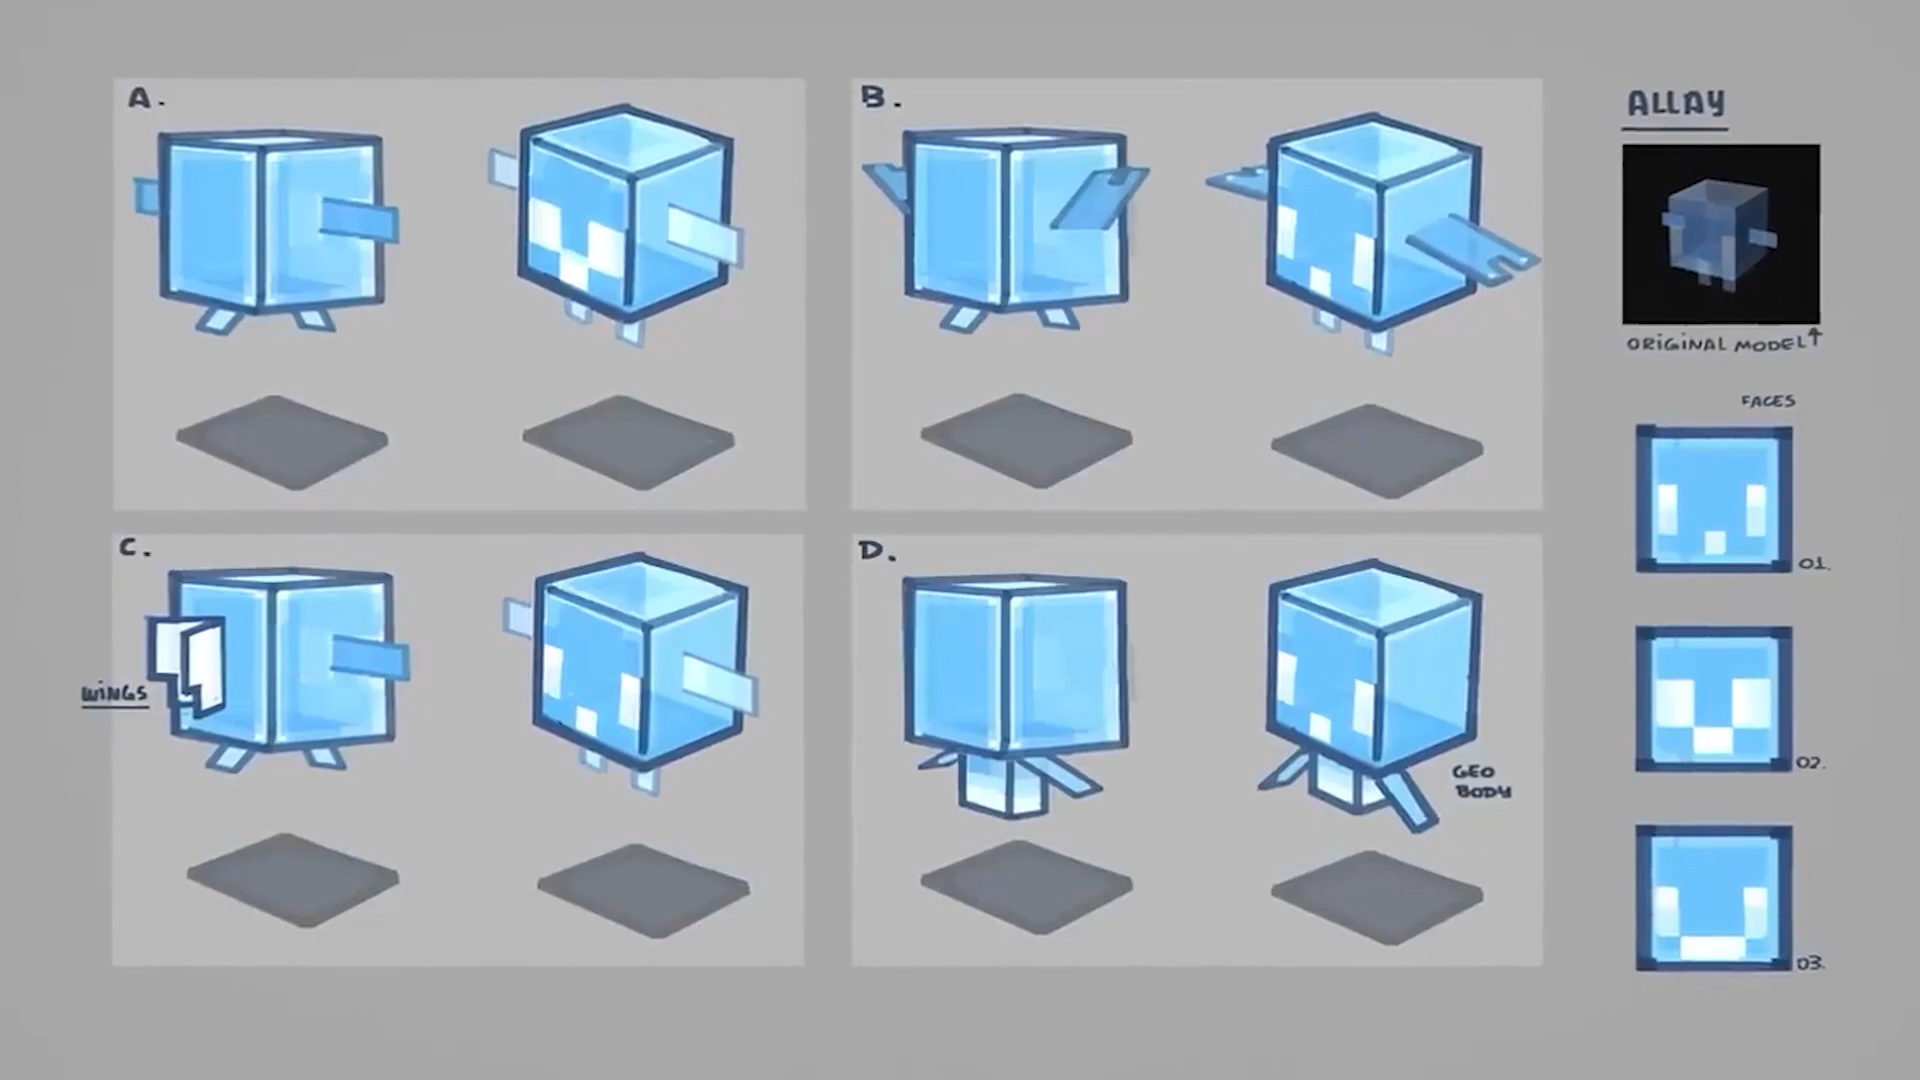 A.
B.
ALLAY
ORIGINAL MODEL↑
FACES
01.
C.
D.
WINGS
02.
GEO
BODY
03.